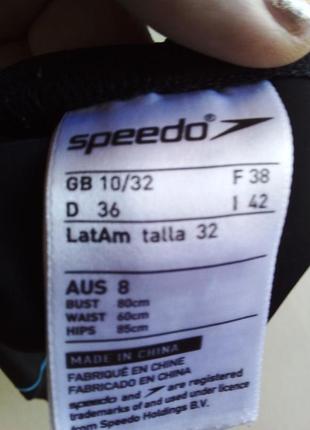 speedo®
GB 10/32 F 38
D 36 I 42
LatAm talla 32
AUS 8
BUST 80cm
WAIST 60cm
HIPS 85cm
MADE IN CHINA
FABRIQUÉ EN CHINE
FABRICADO EN CHINA
speedo and are registered
trademarks of and used under licence
from Speedo Holdings B.V.